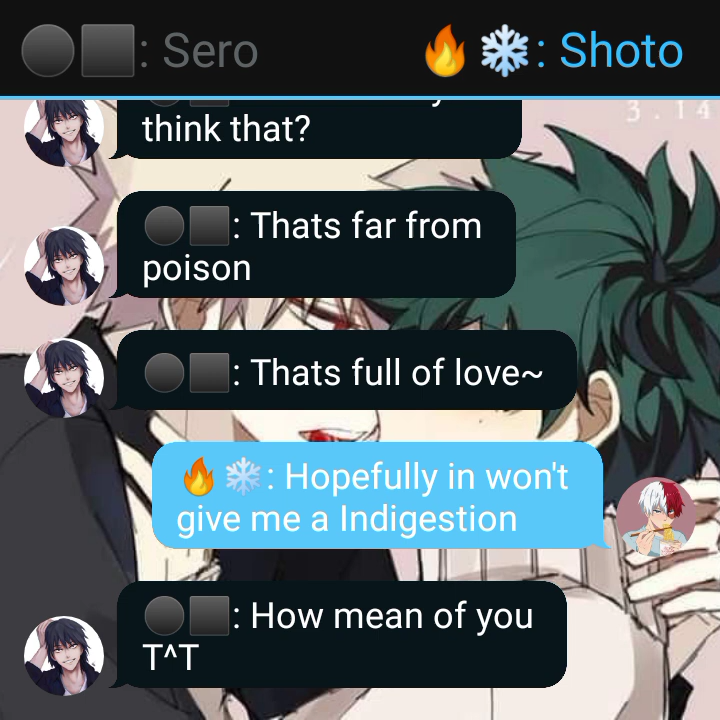 ⚫⬛: Sero 🔥❄️: Shoto
3.14
think that?
⚫⬛: Thats far from
poison
⚫⬛: Thats full of love~
🔥❄️: Hopefully in won't
give me a Indigestion
⚫⬛: How mean of you
T^T